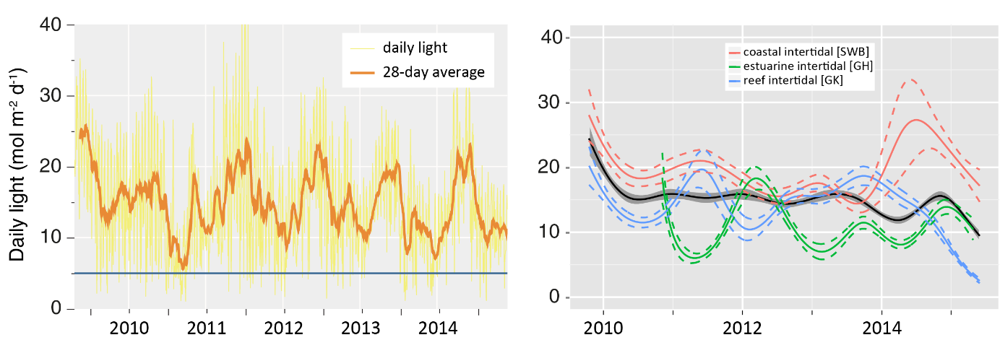 Daily light (mol m-2 d-1)
40
30
20
10
0
daily light
28-day average
2010 2011 2012 2013 2014
40
30
20
10
0
coastal intertidal [SWB]
estuarine intertidal [GH]
reef intertidal [GK]
2010 2012 2014